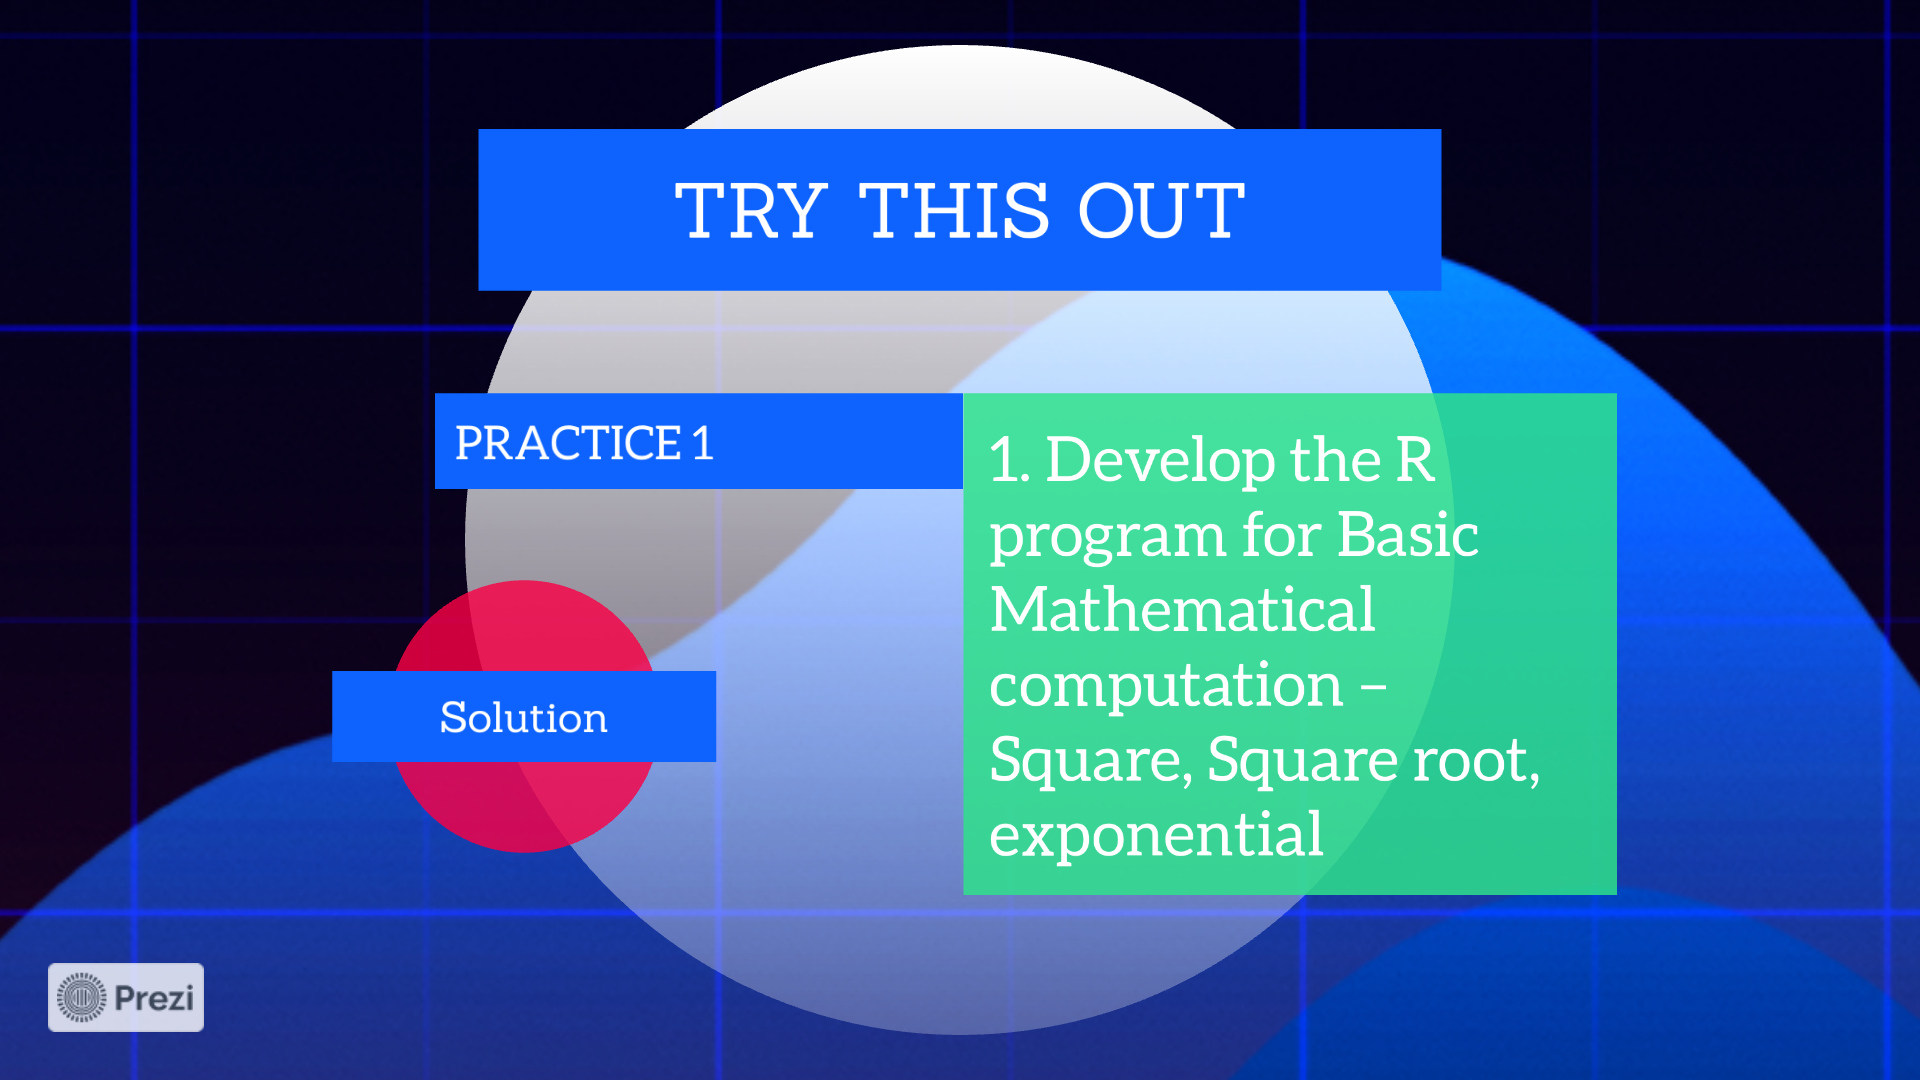 TRY THIS OUT
PRACTICE 1
1. Develop the R
program for Basic
Mathematical
computation –
Square, Square root,
exponential
Solution
Prezi